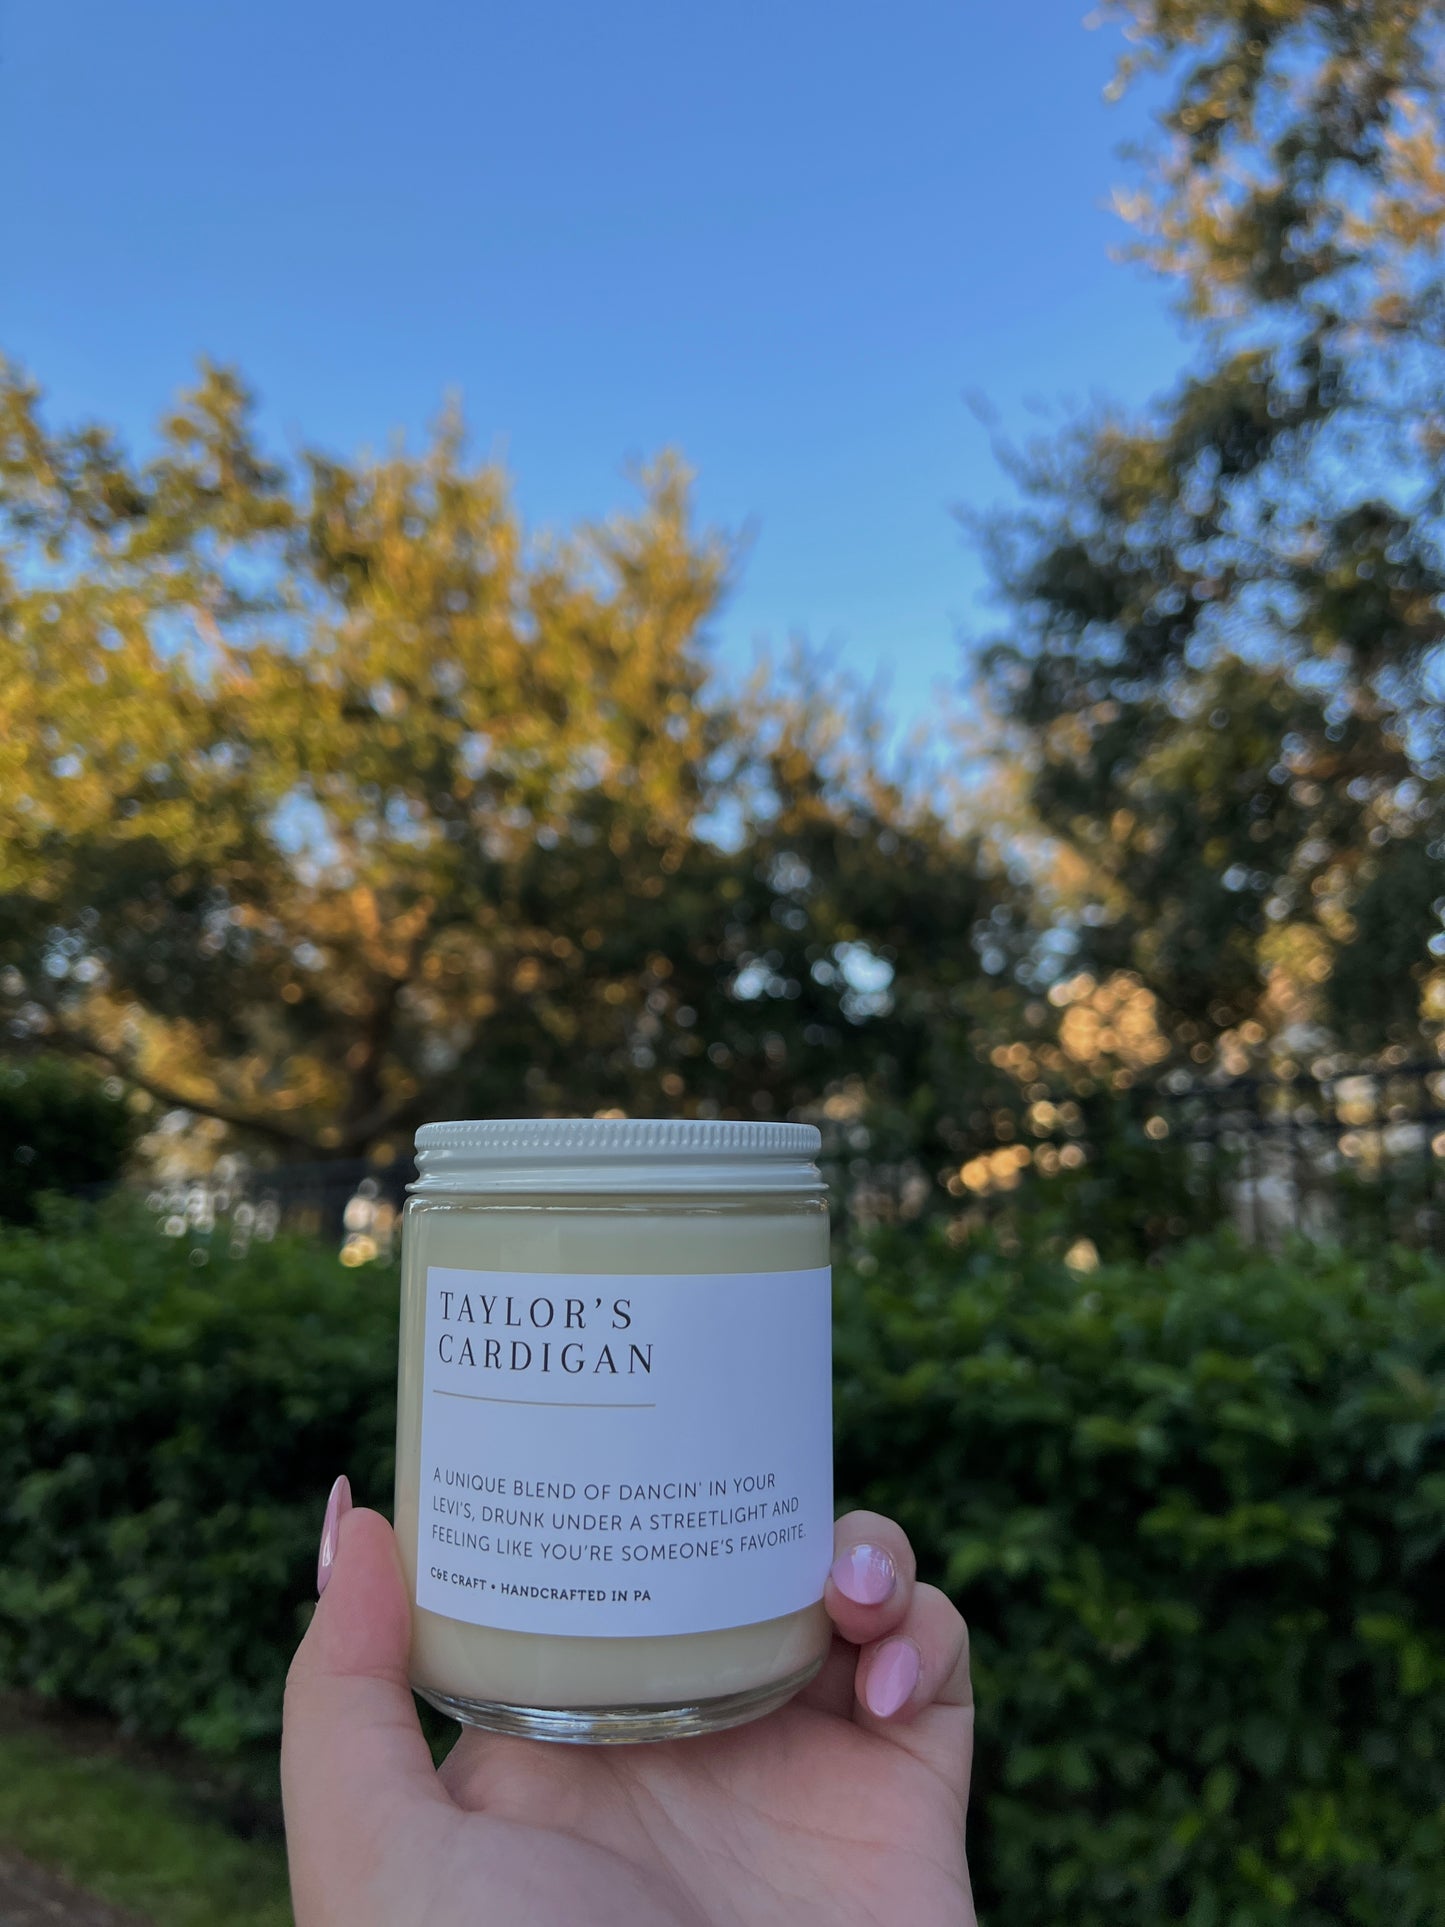 TAYLOR'S
CARDIGAN
A UNIQUE BLEND OF DANCIN' IN YOUR
LEVI'S, DRUNK UNDER A STREETLIGHT AND
FEELING LIKE YOU'RE SOMEONE'S FAVORITE.
C&E CRAFT • HANDCRAFTED IN PA